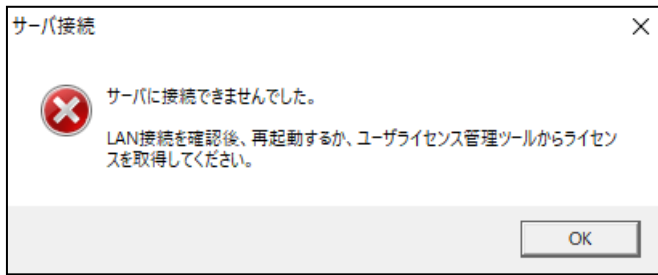 サーバ接続
サーバに接続できませんでした。
LAN接続を確認後、再起動するか、ユーザライセンス管理ツールからライセン
スを取得してください。
OK